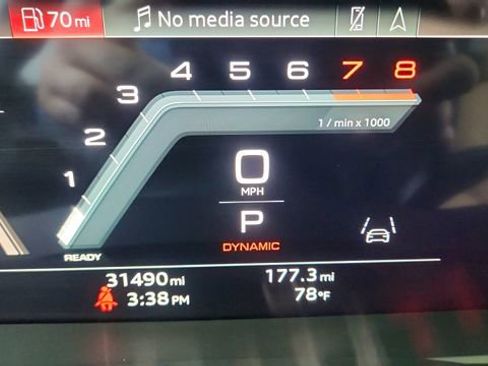 70 mi
No media source
4 5 6 7 8
3
2
1
1 / min x 1000
0
MPH
P
DYNAMIC
READY
31490 mi
177.3 mi
3:38 PM
78°F